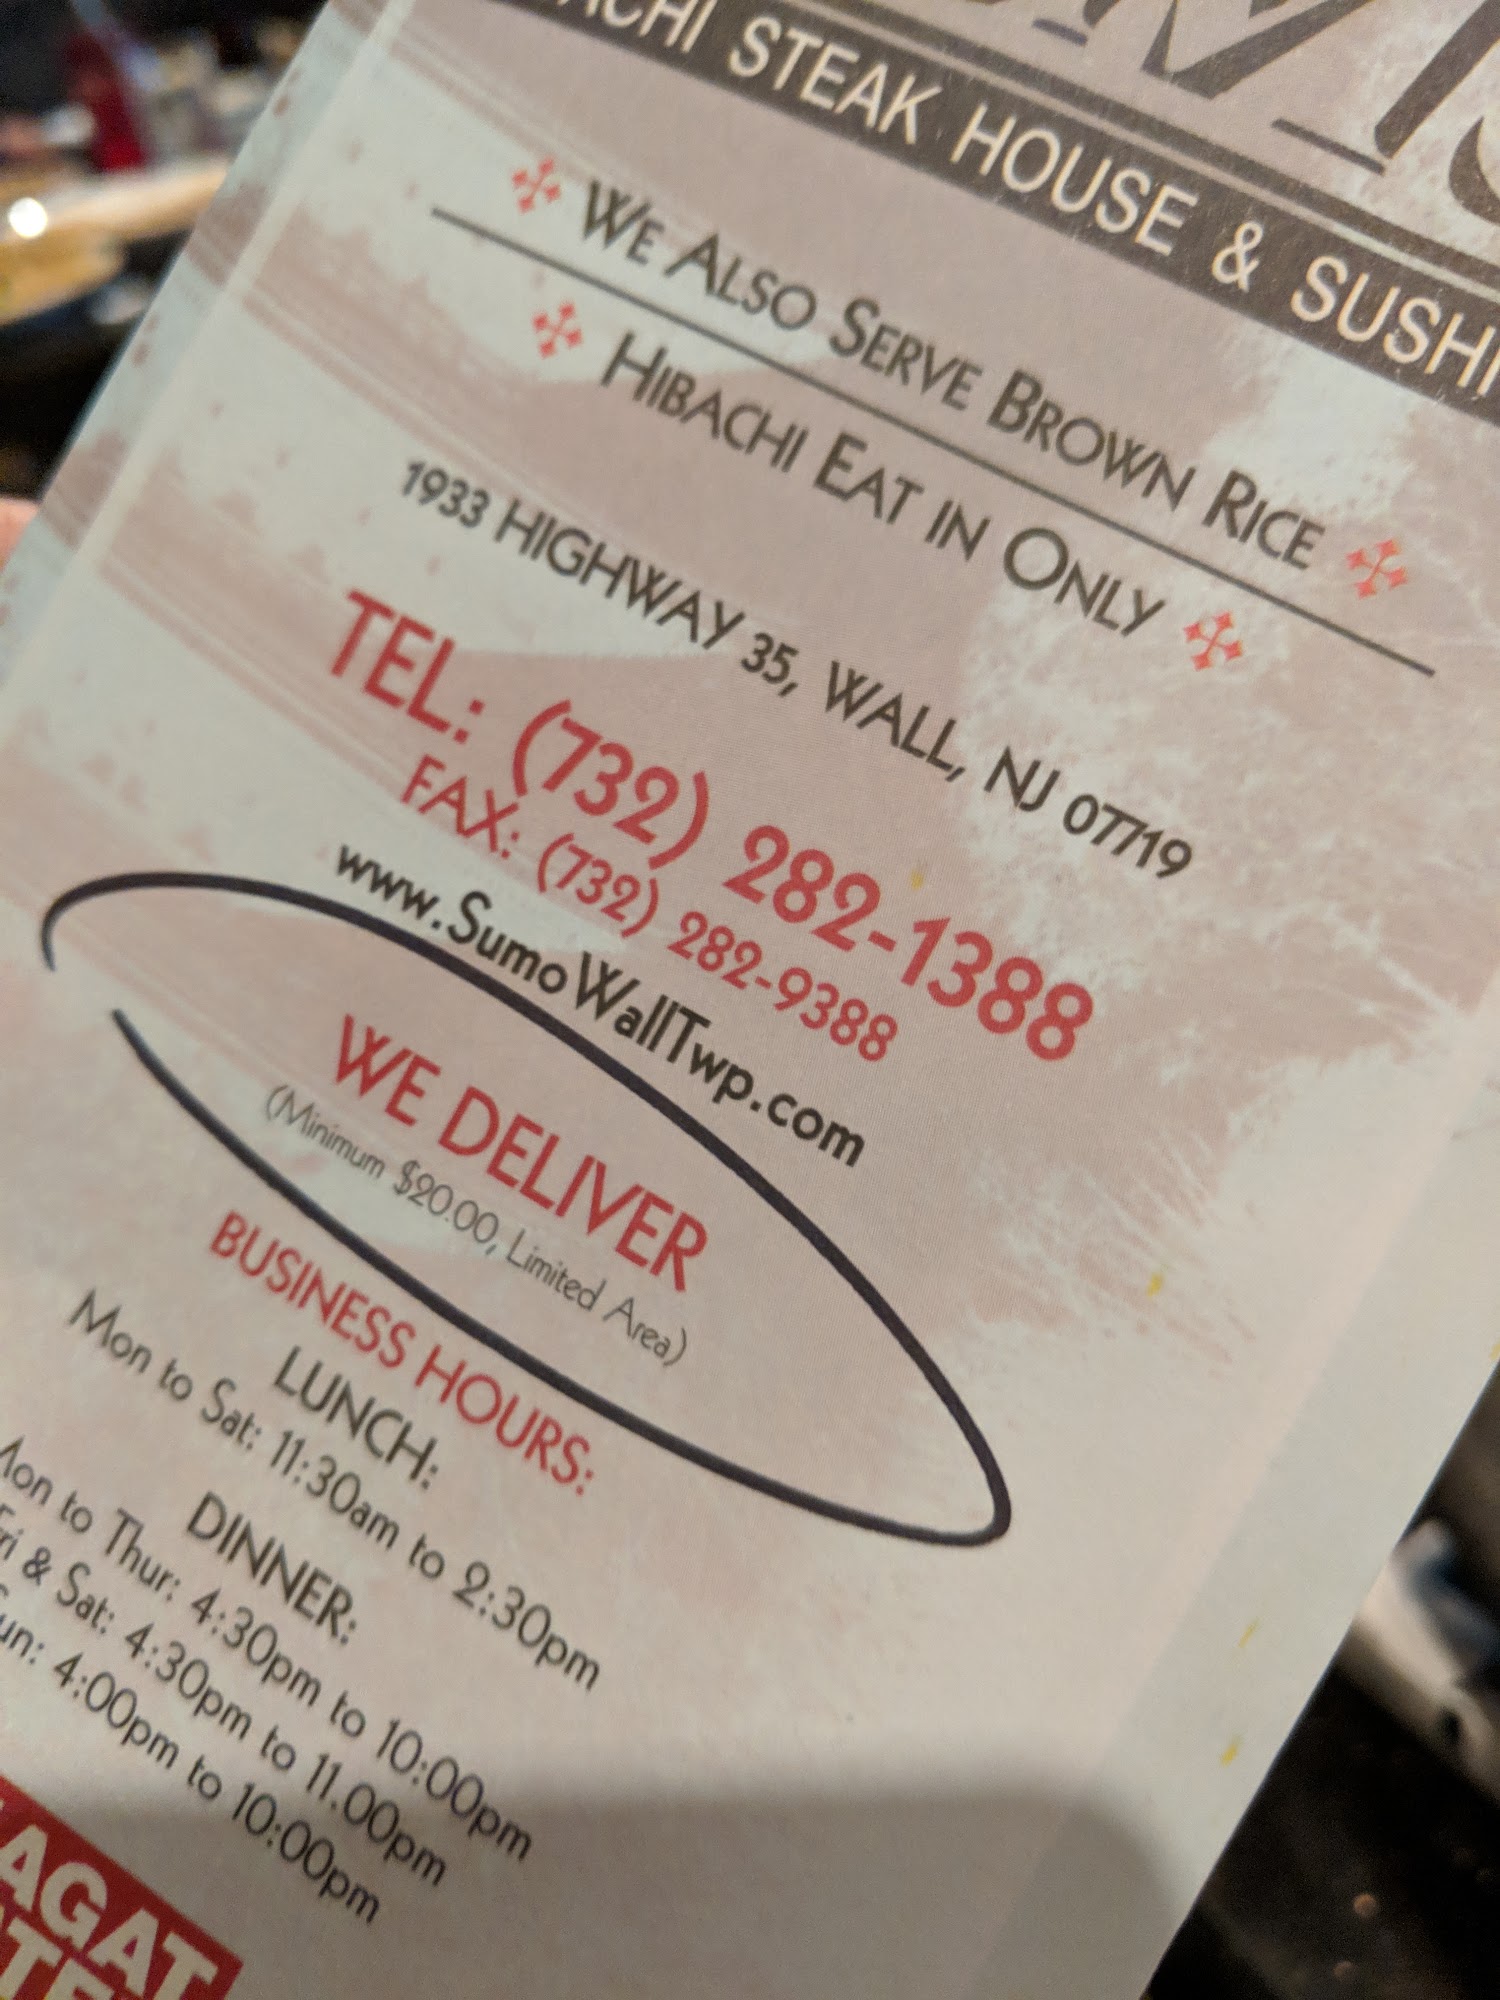 STEAK HOUSE & SUSHI
WE ALSO SERVE BROWN RICE
HIBACHI EAT IN ONLY
1933 HIGHWAY 35, WALL, NJ 07719
TEL: (732) 282-1388
FAX: (732) 282-9388
www.SumoWallTwp.com
WE DELIVER
(Minimum $20.00, Limited Area)
BUSINESS HOURS:
LUNCH:
Mon to Sat: 11:30am to 2:30pm
DINNER:
Mon to Thur: 4:30pm to 10:00pm
Fri & Sat: 4:30pm to 11.00pm
Sun: 4:00pm to 10:00pm